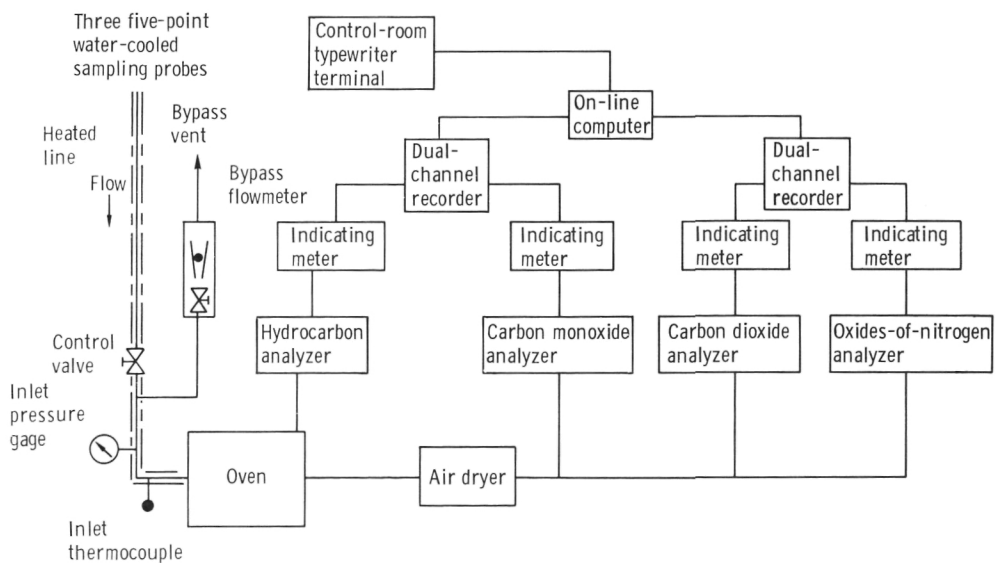 Three five-point
water-cooled
sampling probes
Control-room
typewriter
terminal
Bypass
vent
On-line
computer
Heated
line
Dual-
channel
recorder
Dual-
channel
recorder
Flow
Bypass
flowmeter
Indicating
meter
Indicating
meter
Indicating
meter
Indicating
meter
Hydrocarbon
analyzer
Carbon monoxide
analyzer
Carbon dioxide
analyzer
Oxides-of-nitrogen
analyzer
Control
valve
Inlet
pressure
gage
Oven
Air dryer
Inlet
thermocouple